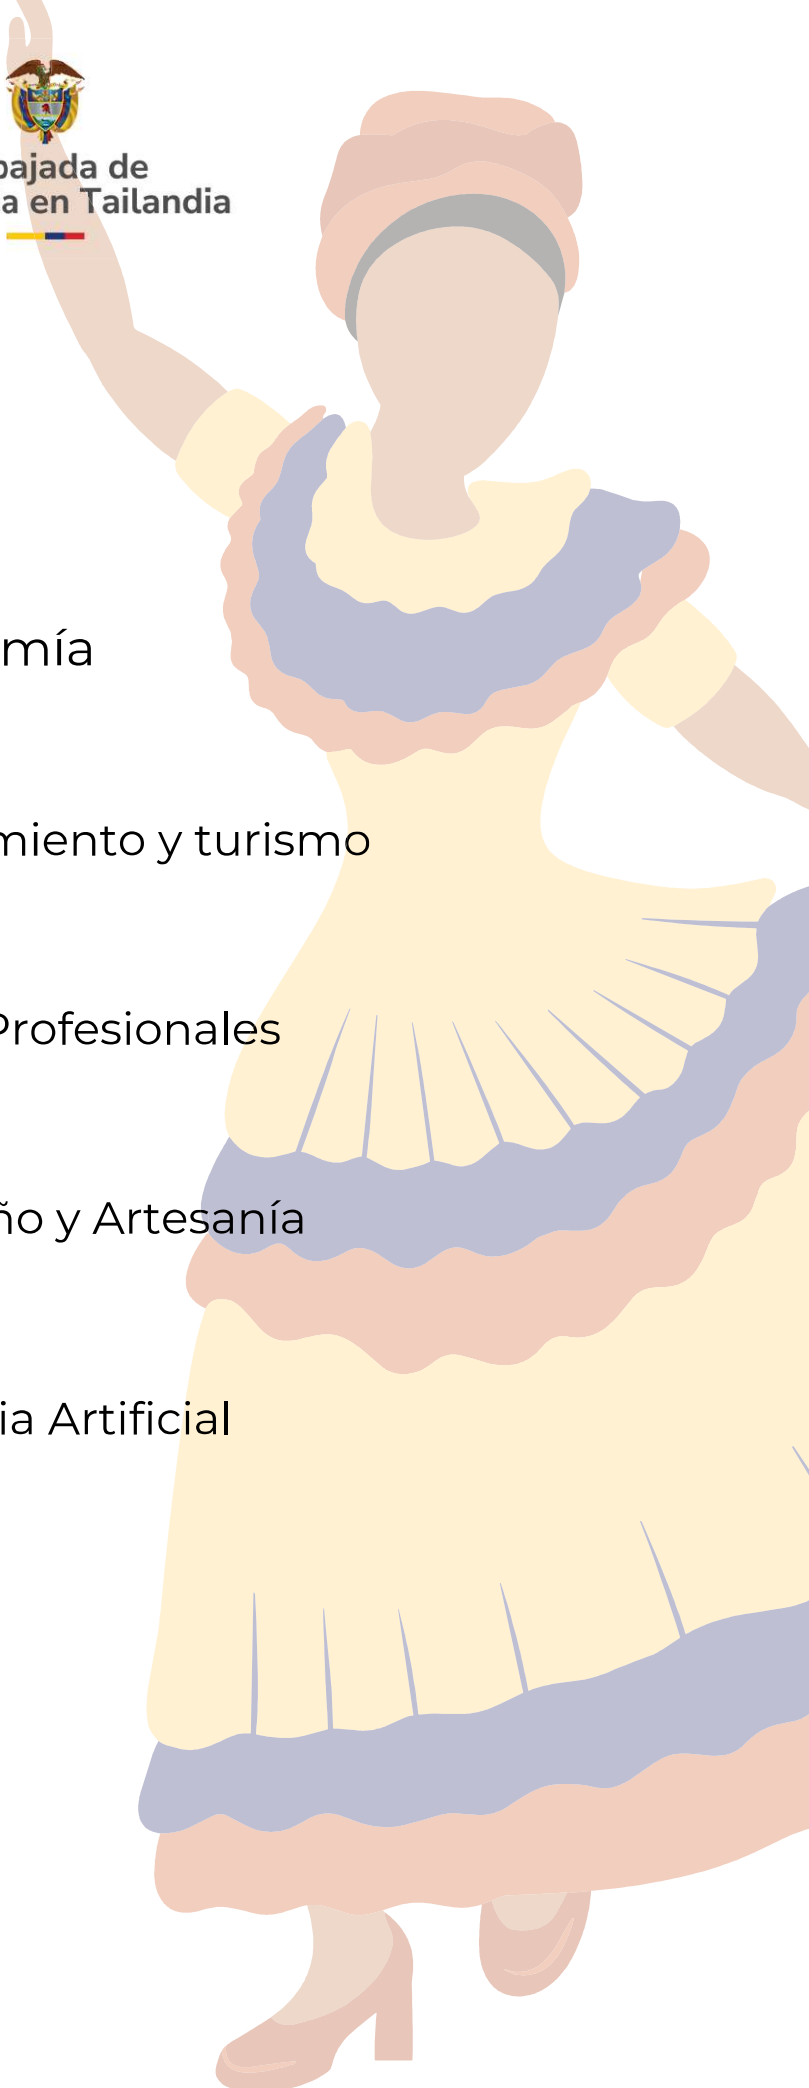 bajada de
a en Tailandia
mía
miento y turismo
Profesionales
ño y Artesanía
ia Artificial